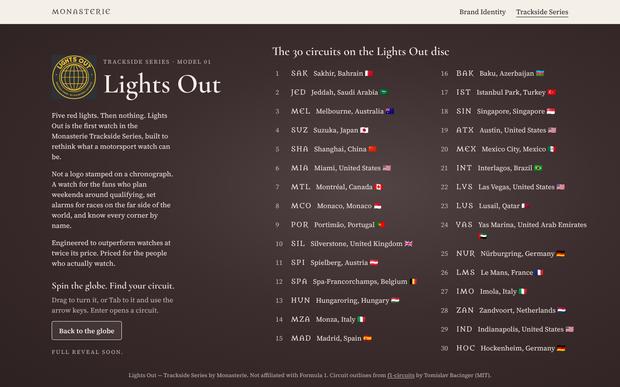 MONASTERIE
Brand Identity
Trackside Series
LIGHTS OUT
TRACKSIDE SERIES · MODEL 01
Lights Out
Five red lights. Then nothing. Lights
Out is the first watch in the
Monasterie Trackside Series, built to
rethink what a motorsport watch can
be.
Not a logo stamped on a chronograph.
A watch for the fans who plan
weekends around qualifying, set
alarms for races on the far side of the
world, and know every corner by
name.
Engineered to outperform watches at
twice its price. Priced for the people
who actually watch.
Spin the globe. Find your circuit.
Drag to turn it, or Tab to it and use the
arrow keys. Enter opens a circuit.
Back to the globe
FULL REVEAL SOON.
The 30 circuits on the Lights Out disc
1 SAK Sakhir, Bahrain
2 JED Jeddah, Saudi Arabia
3 MEL Melbourne, Australia
4 SUZ Suzuka, Japan
5 SHA Shanghai, China
6 MIA Miami, United States
7 MTL Montréal, Canada
8 MCO Monaco, Monaco
9 POR Portimão, Portugal
10 SIL Silverstone, United Kingdom
11 SPI Spielberg, Austria
12 SPA Spa-Francorchamps, Belgium
13 HUN Hungaroring, Hungary
14 MZA Monza, Italy
15 MAD Madrid, Spain
16 BAK Baku, Azerbaijan
17 IST Istanbul Park, Turkey
18 SIN Singapore, Singapore
19 ATX Austin, United States
20 MEX Mexico City, Mexico
21 INT Interlagos, Brazil
22 LVS Las Vegas, United States
23 LUS Lusail, Qatar
24 YAS Yas Marina, United Arab Emirates
25 NUR Nürburgring, Germany
26 LMS Le Mans, France
27 IMO Imola, Italy
28 ZAN Zandvoort, Netherlands
29 IND Indianapolis, United States
30 HOC Hockenheim, Germany
Lights Out — Trackside Series by Monasterie. Not affiliated with Formula 1. Circuit outlines from f1-circuits by Tomislav Bacinger (MIT).